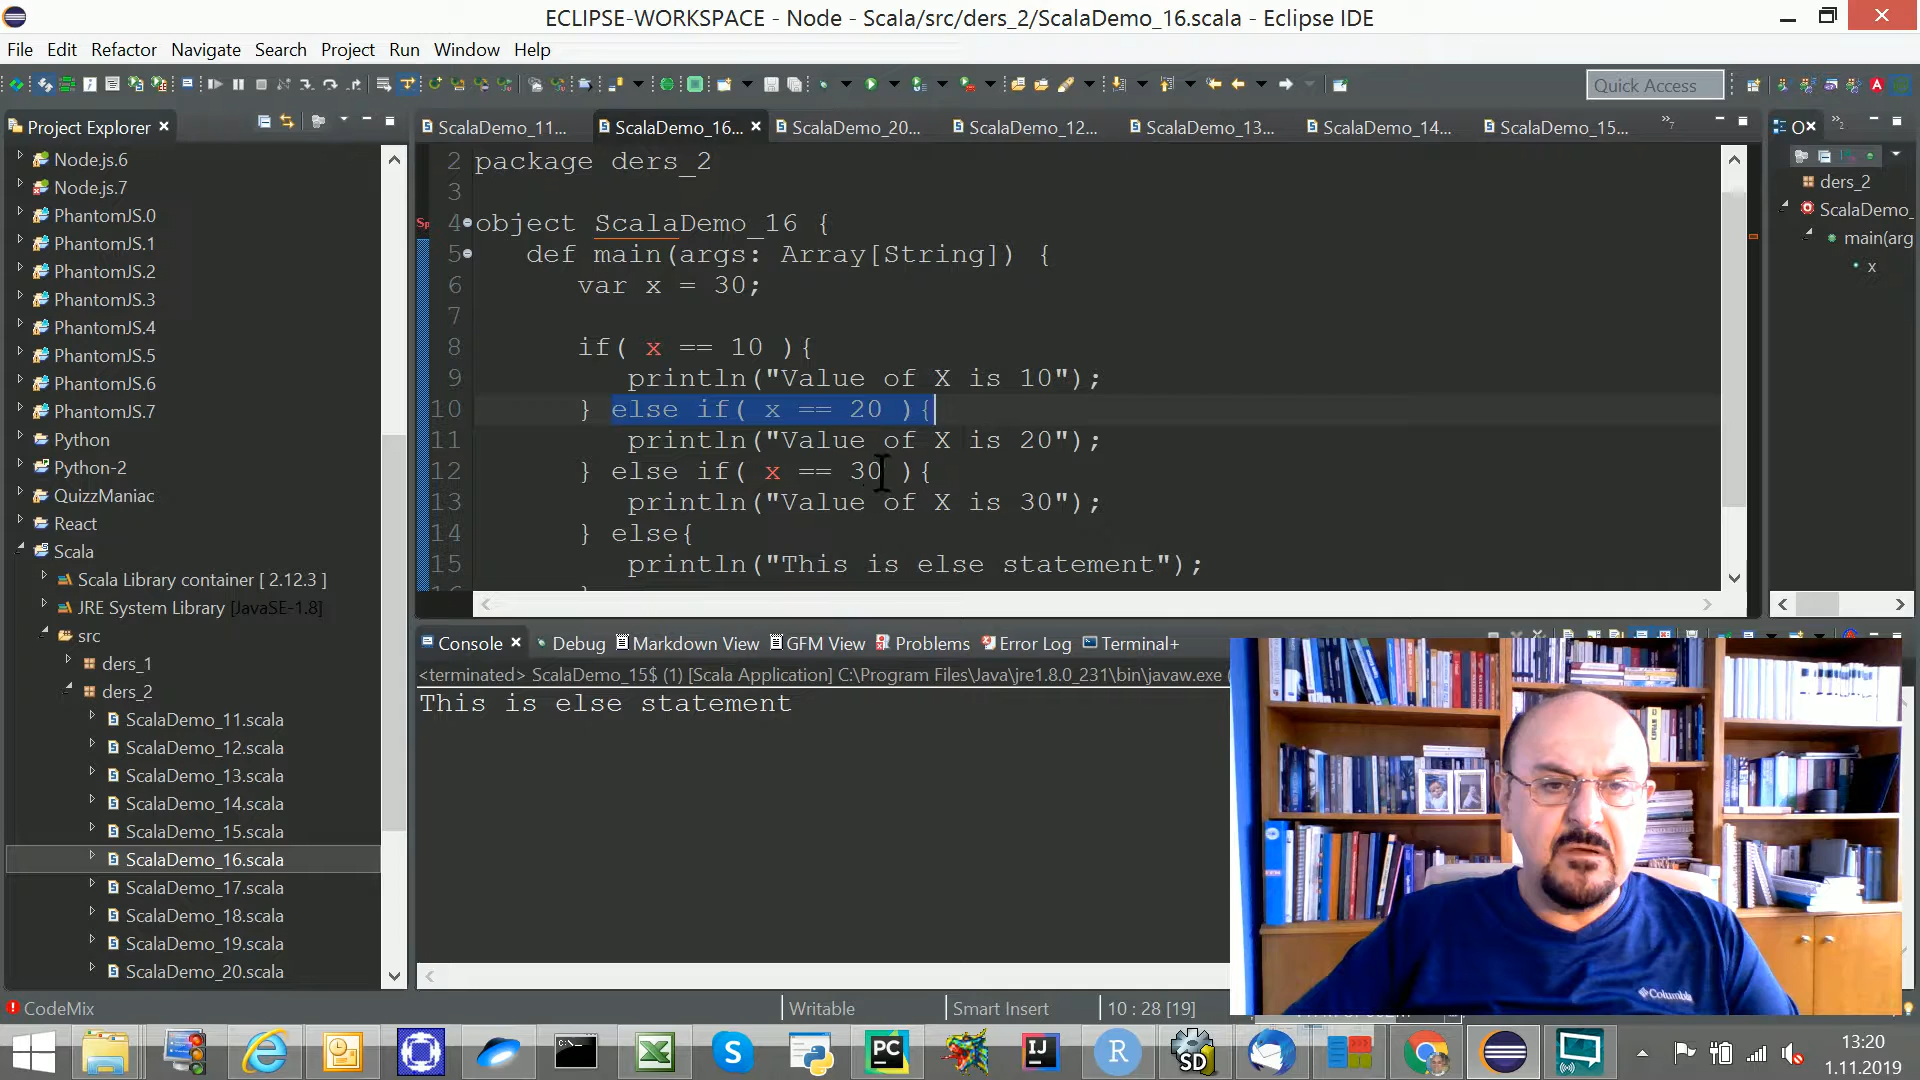 ECLIPSE-WORKSPACE - Node - Scala/src/ders_2/ScalaDemo_16.scala - Eclipse IDE
File Edit Refactor Navigate Search Project Run Window Help
Quick Access
Project Explorer
ScalaDemo_11... ScalaDemo_16... ScalaDemo_20... ScalaDemo_12... ScalaDemo_13... ScalaDemo_14... ScalaDemo_15...
Node.js.6
Node.js.7
PhantomJS.0
PhantomJS.1
PhantomJS.2
PhantomJS.3
PhantomJS.4
PhantomJS.5
PhantomJS.6
PhantomJS.7
Python
Python-2
QuizzManiac
React
Scala
Scala Library container [ 2.12.3 ]
JRE System Library [JavaSE-1.8]
src
ders_1
ders_2
ScalaDemo_11.scala
ScalaDemo_12.scala
ScalaDemo_13.scala
ScalaDemo_14.scala
ScalaDemo_15.scala
ScalaDemo_16.scala
ScalaDemo_17.scala
ScalaDemo_18.scala
ScalaDemo_19.scala
ScalaDemo_20.scala
2 package ders_2
3
4 object ScalaDemo_16 {
5 def main(args: Array[String]) {
6 var x = 30;
7
8 if( x == 10 ){
9 println("Value of X is 10");
10 } else if( x == 20 ){
11 println("Value of X is 20");
12 } else if( x == 30 ){
13 println("Value of X is 30");
14 } else{
15 println("This is else statement");
ders_2
ScalaDemo_
main(arg
x
Console Debug Markdown View GFM View Problems Error Log Terminal+
<terminated> ScalaDemo_15$ (1) [Scala Application] C:\Program Files\Java\jre1.8.0_231\bin\javaw.exe (
This is else statement
Columbia
CodeMix Writable Smart Insert 10 : 28 [19]
13:20
1.11.2019